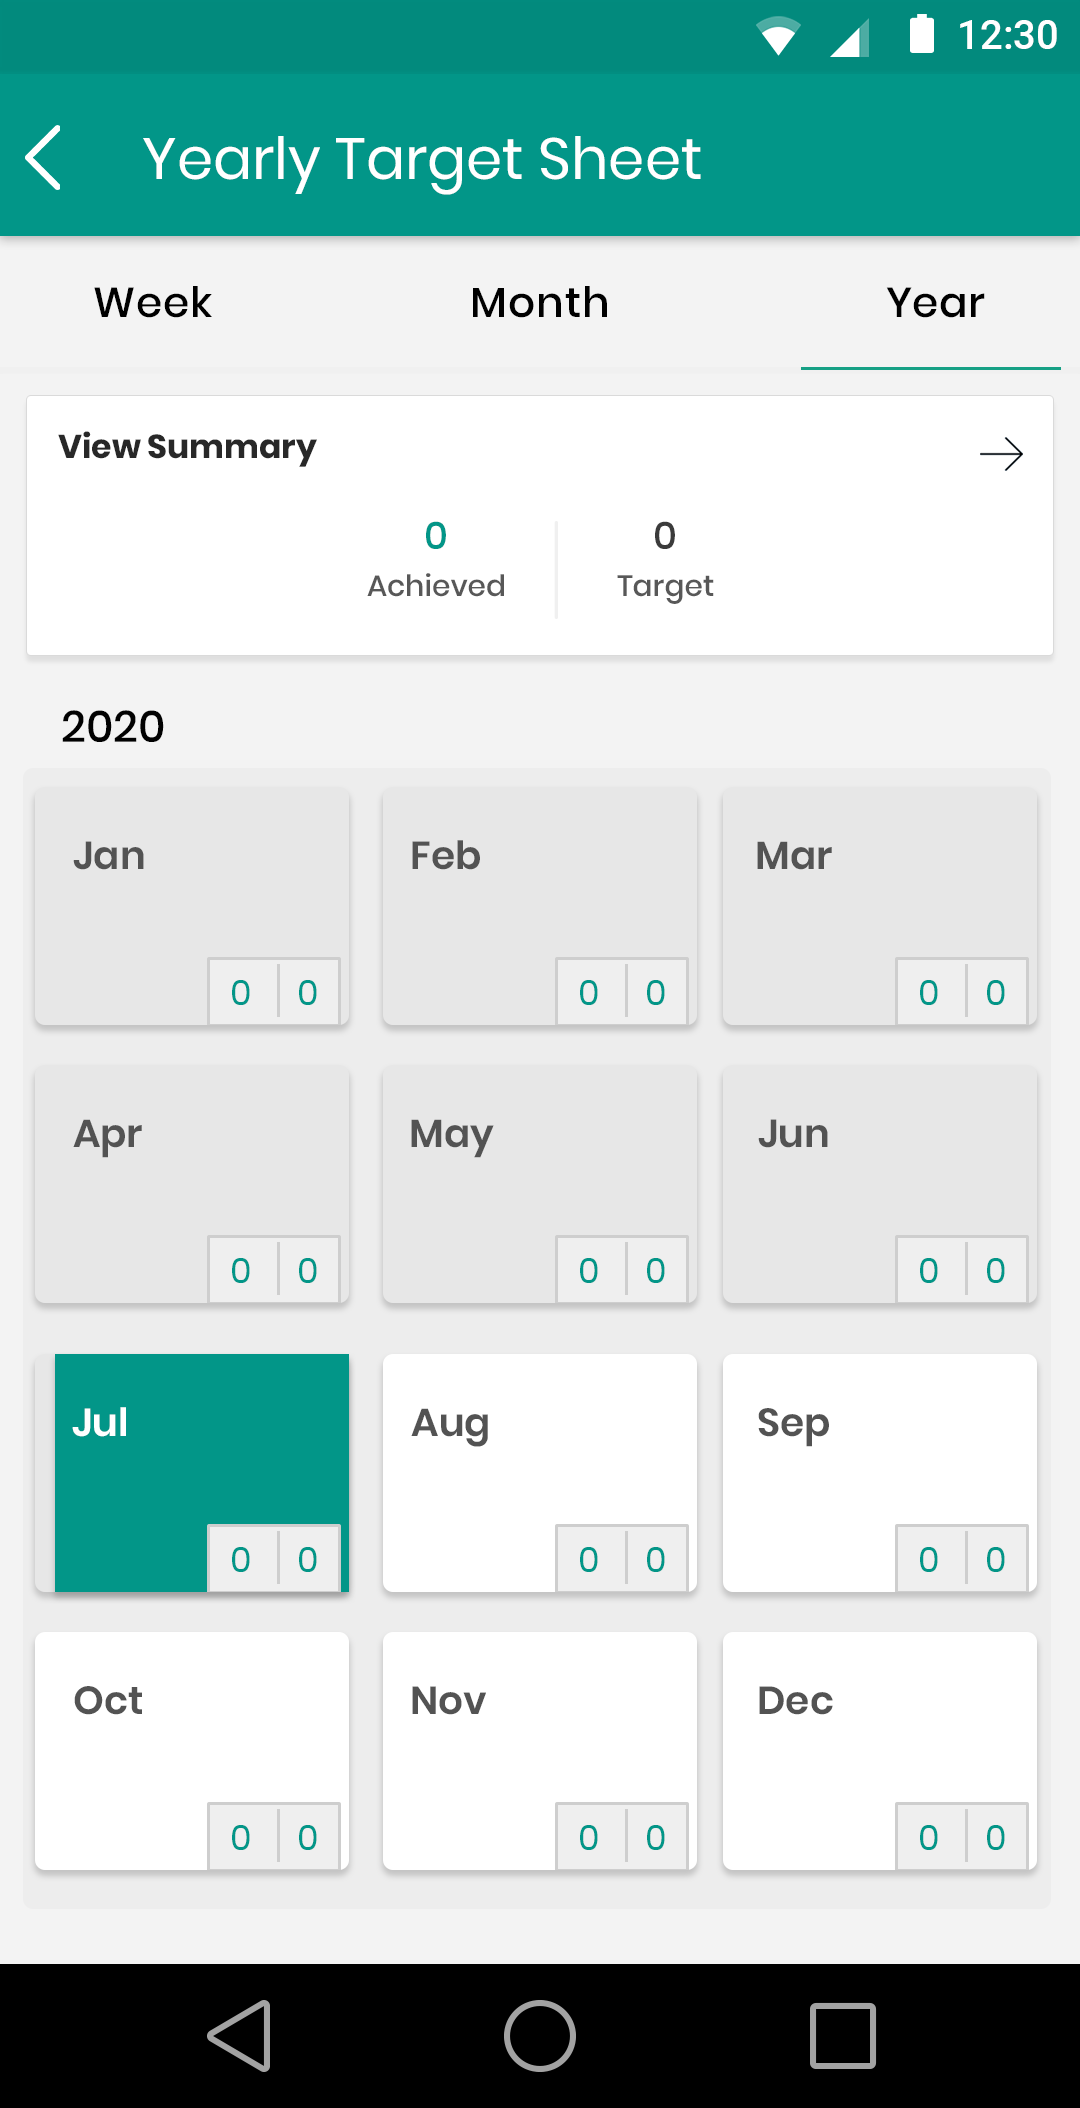 12:30
Yearly Target Sheet
Week Month Year
View Summary
0 0
Achieved Target
2020
Jan Feb Mar
0 0 0 0 0 0
Apr May Jun
0 0 0 0 0 0
Jul Aug Sep
0 0 0 0 0 0
Oct Nov Dec
0 0 0 0 0 0